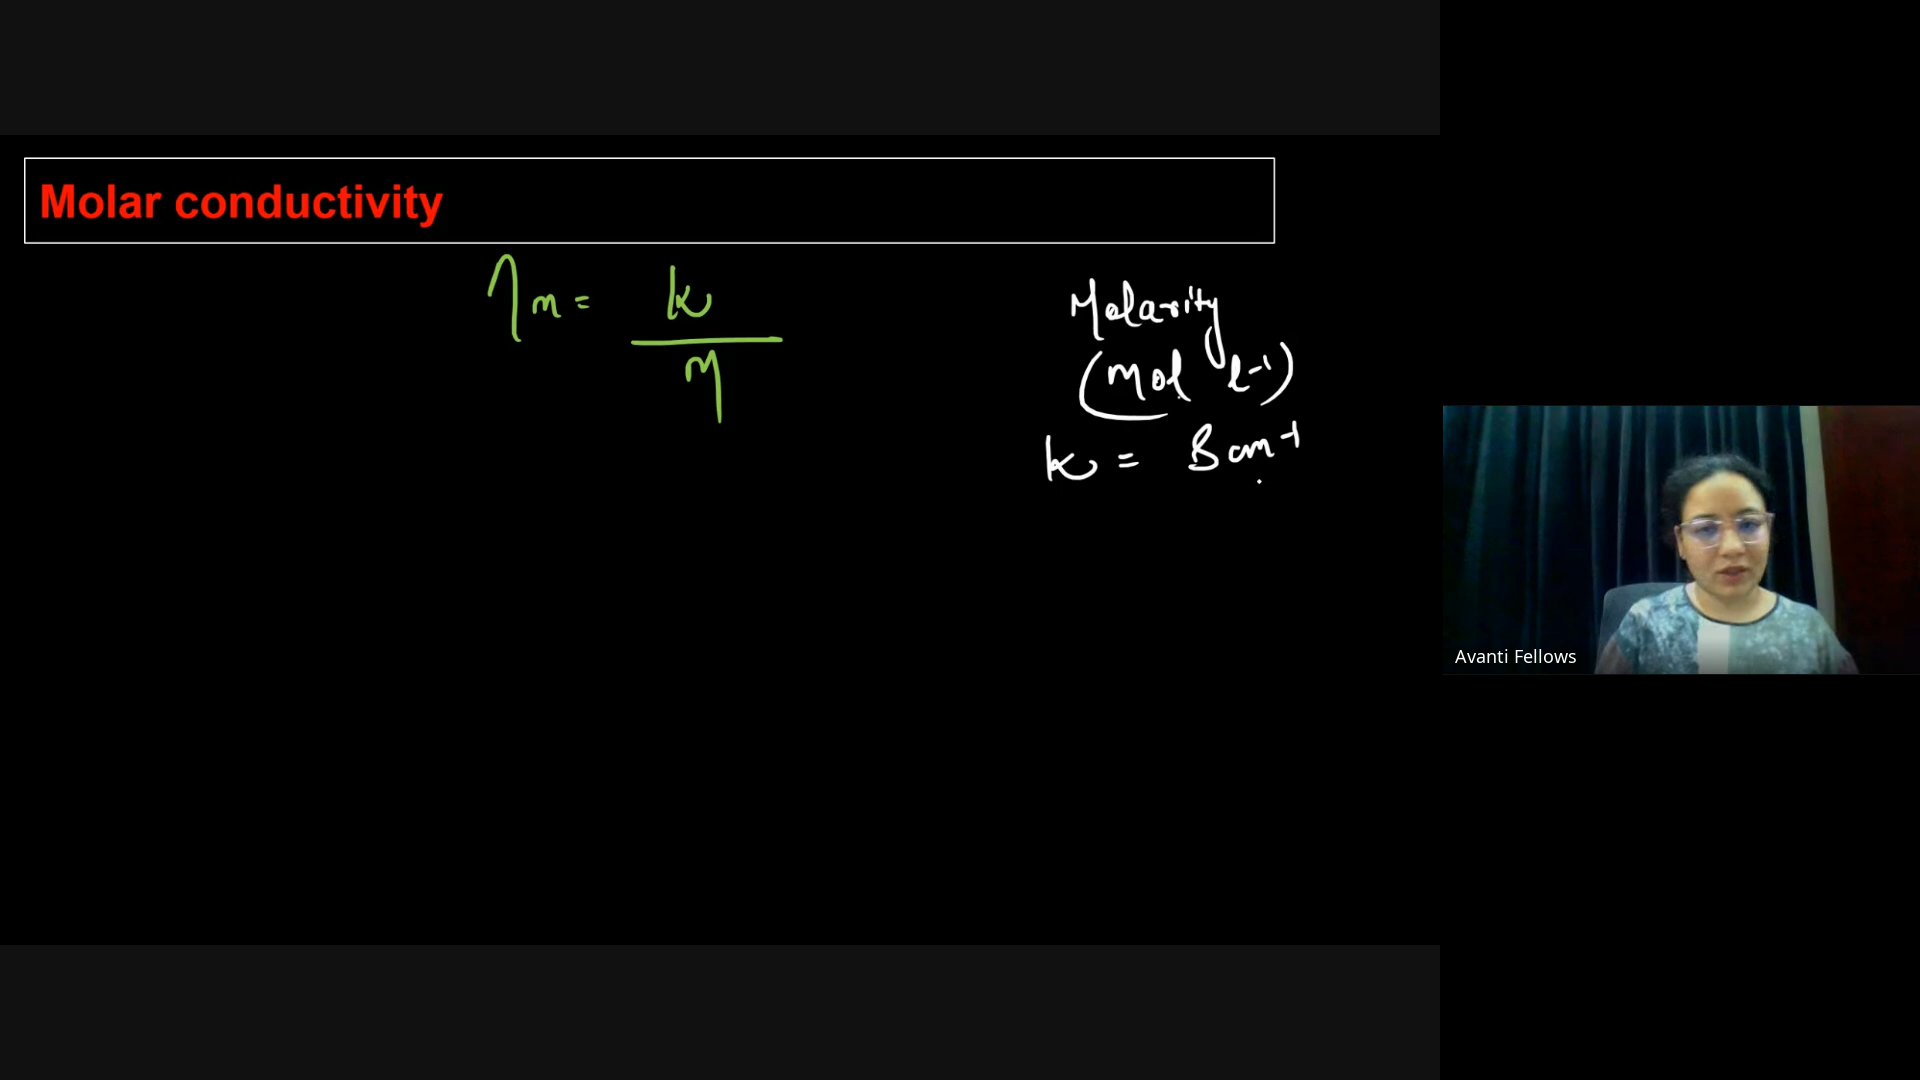 Molar conductivity
λm = k
M
Molarity
(mol l-1)
k = S cm-1
Avanti Fellows